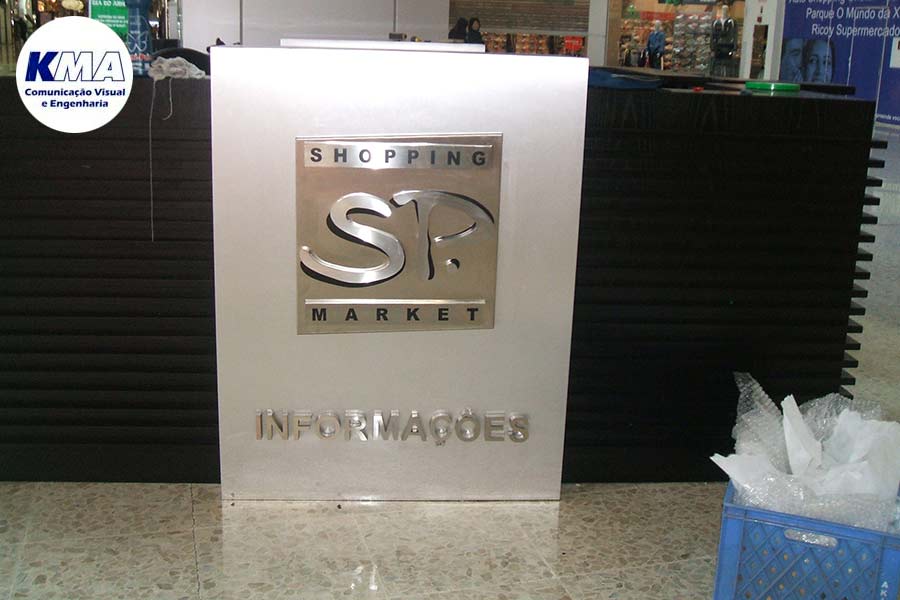 KMA
Comunicação Visual
e Engenharia
Parque O Mundo da X
Ricoy Supermercado
SHOPPING
SP.
MARKET
INFORMAÇÕES